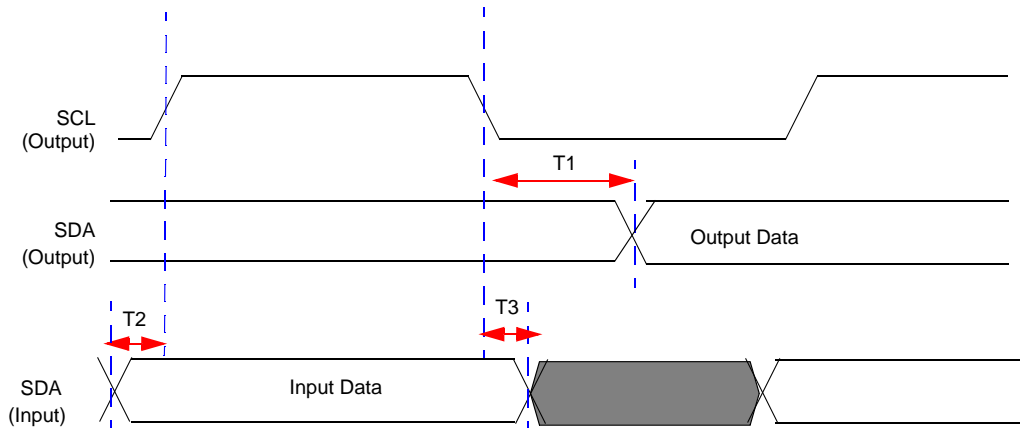 SCL
(Output)
T1
SDA
(Output)
Output Data
T2
T3
SDA
(Input)
Input Data